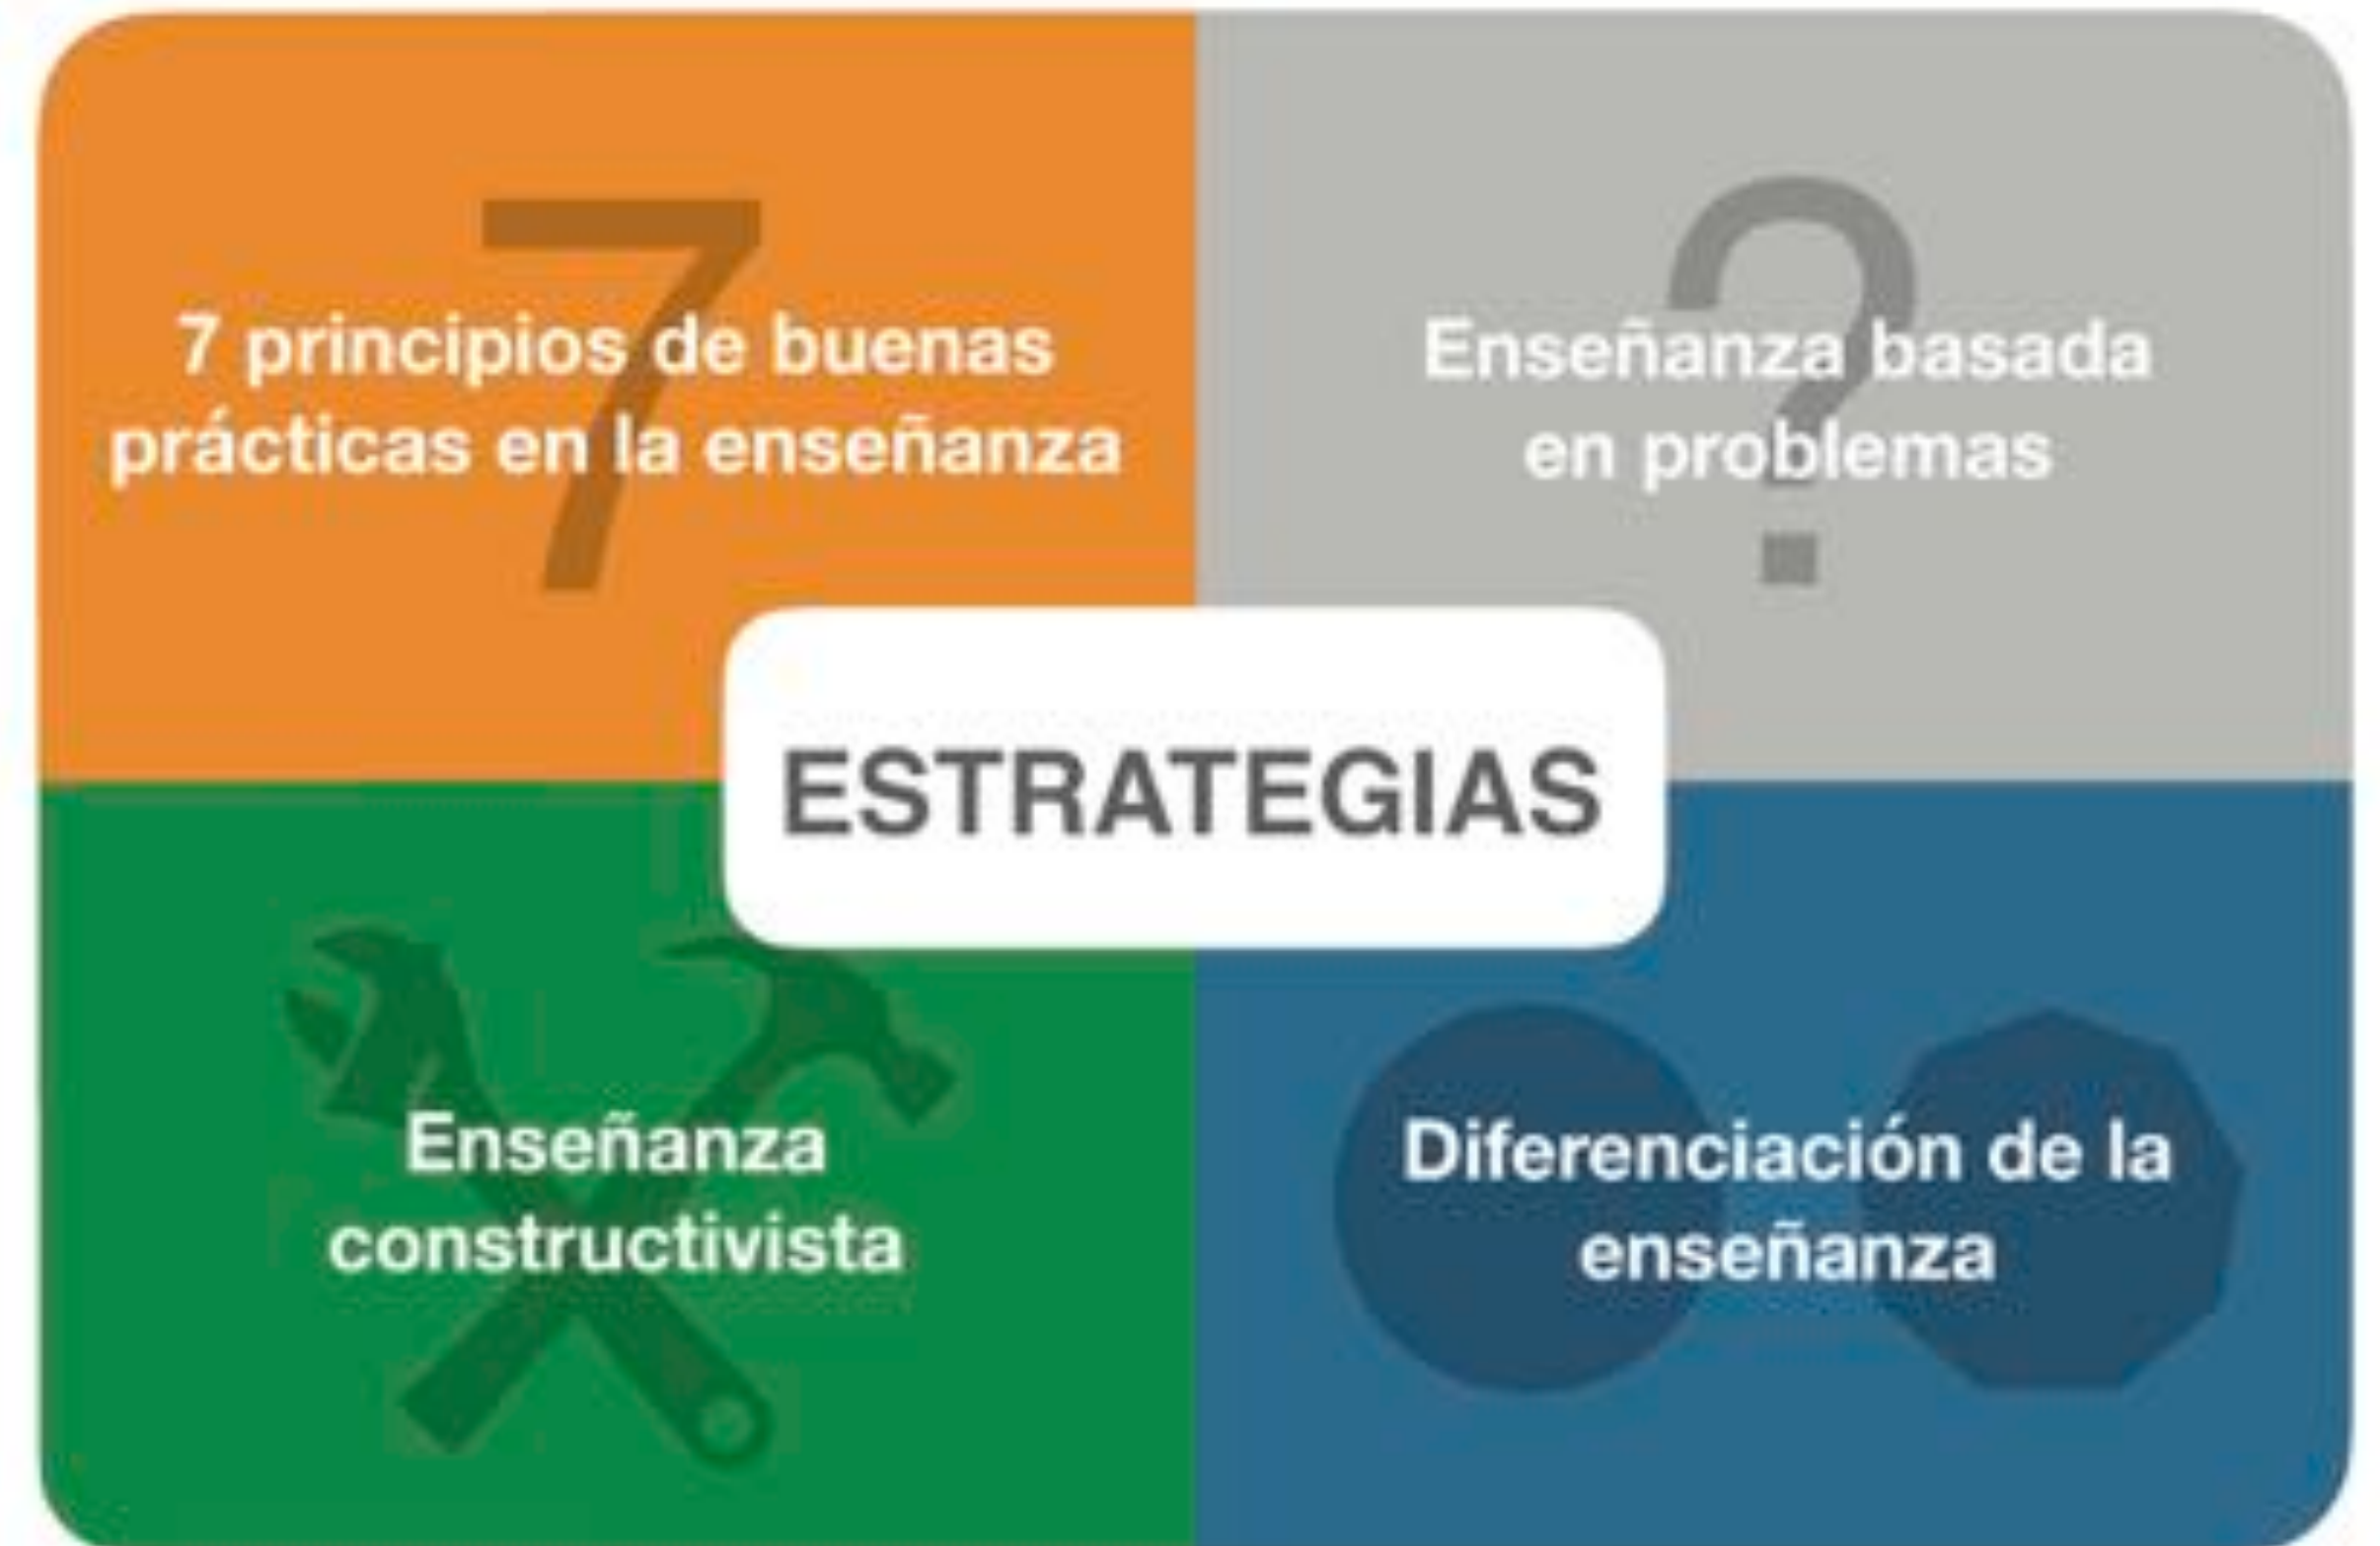 7
7 principios de buenas
prácticas en la enseñanza
?
Enseñanza basada
en problemas
ESTRATEGIAS
Enseñanza
constructivista
Diferenciación de la
enseñanza